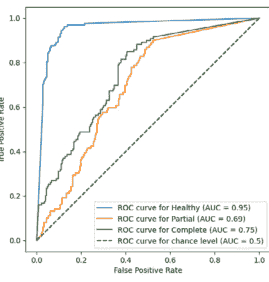 1.0
0.8
0.6
0.4
0.2
0.0
True Positive Rate
ROC curve for Healthy (AUC = 0.95)
ROC curve for Partial (AUC = 0.69)
ROC curve for Complete (AUC = 0.75)
ROC curve for chance level (AUC = 0.5)
0.0 0.2 0.4 0.6 0.8 1.0
False Positive Rate